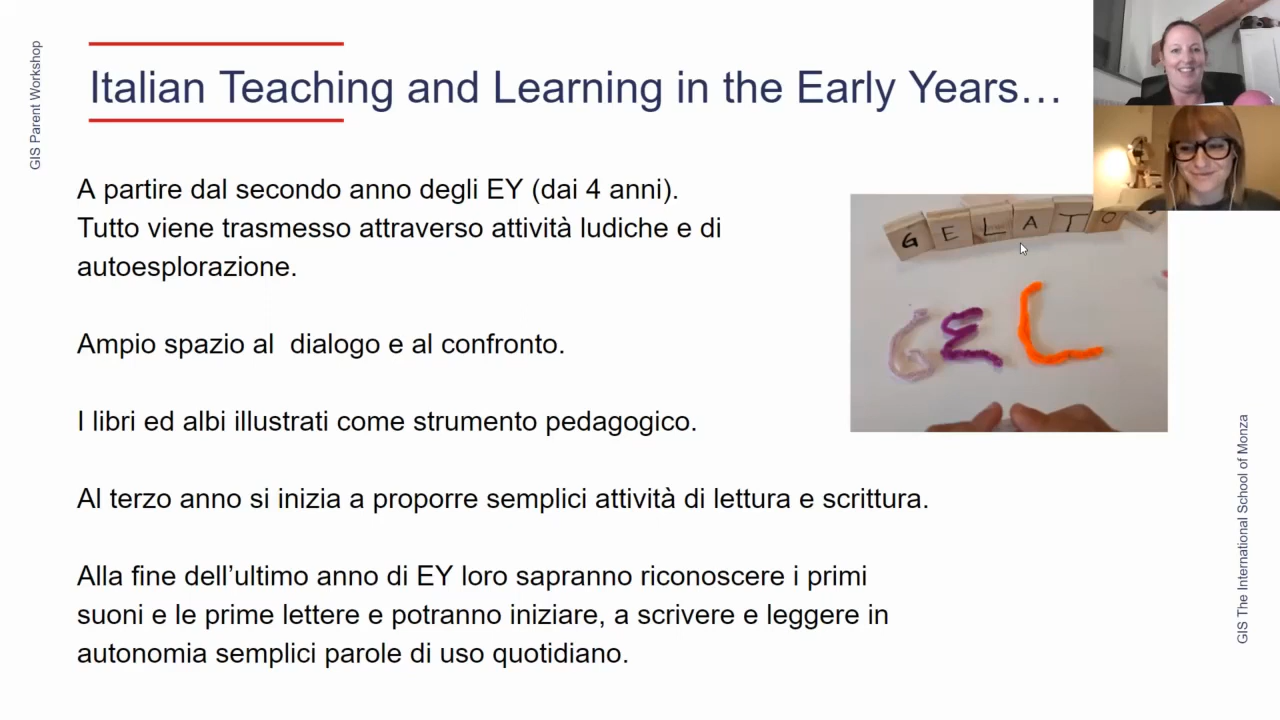 GIS Parent Workshop
Italian Teaching and Learning in the Early Years…
A partire dal secondo anno degli EY (dai 4 anni).
Tutto viene trasmesso attraverso attività ludiche e di
autoesplorazione.
Ampio spazio al  dialogo e al confronto.
I libri ed albi illustrati come strumento pedagogico.
Al terzo anno si inizia a proporre semplici attività di lettura e scrittura.
Alla fine dell’ultimo anno di EY loro sapranno riconoscere i primi
suoni e le prime lettere e potranno iniziare, a scrivere e leggere in
autonomia semplici parole di uso quotidiano.
GELATO
GEL
GIS The International School of Monza